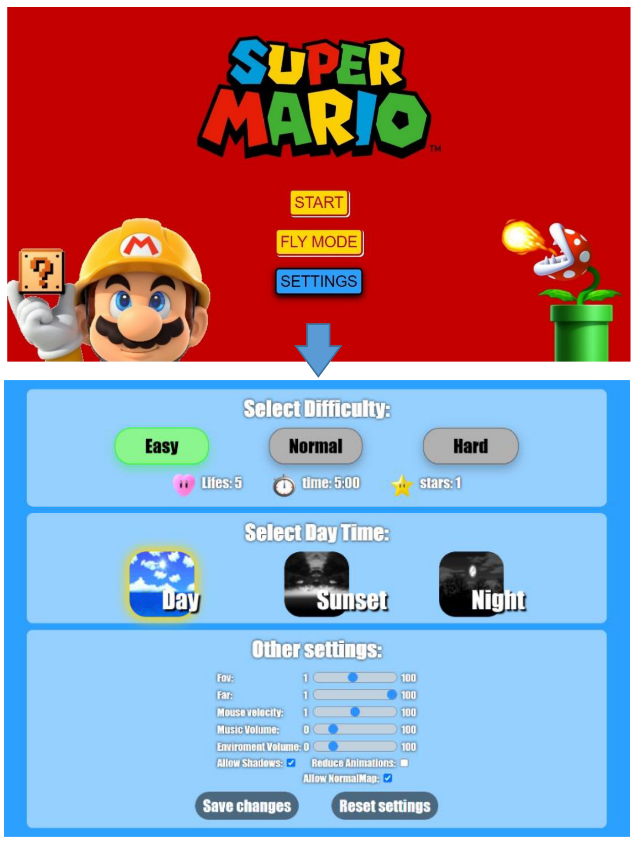 SUPER
MARIO
TM
START
FLY MODE
SETTINGS
M
?
Select Difficulty:
Easy Normal Hard
Lifes: 5 time: 5:00 stars: 1
Select Day Time:
Day Sunset Night
Other settings:
Fov: 1 100
Far: 1 100
Mouse velocity: 1 100
Music Volume: 0 100
Enviroment Volume: 0 100
Allow Shadows: Reduce Animations:
Allow NormalMap:
Save changes Reset settings